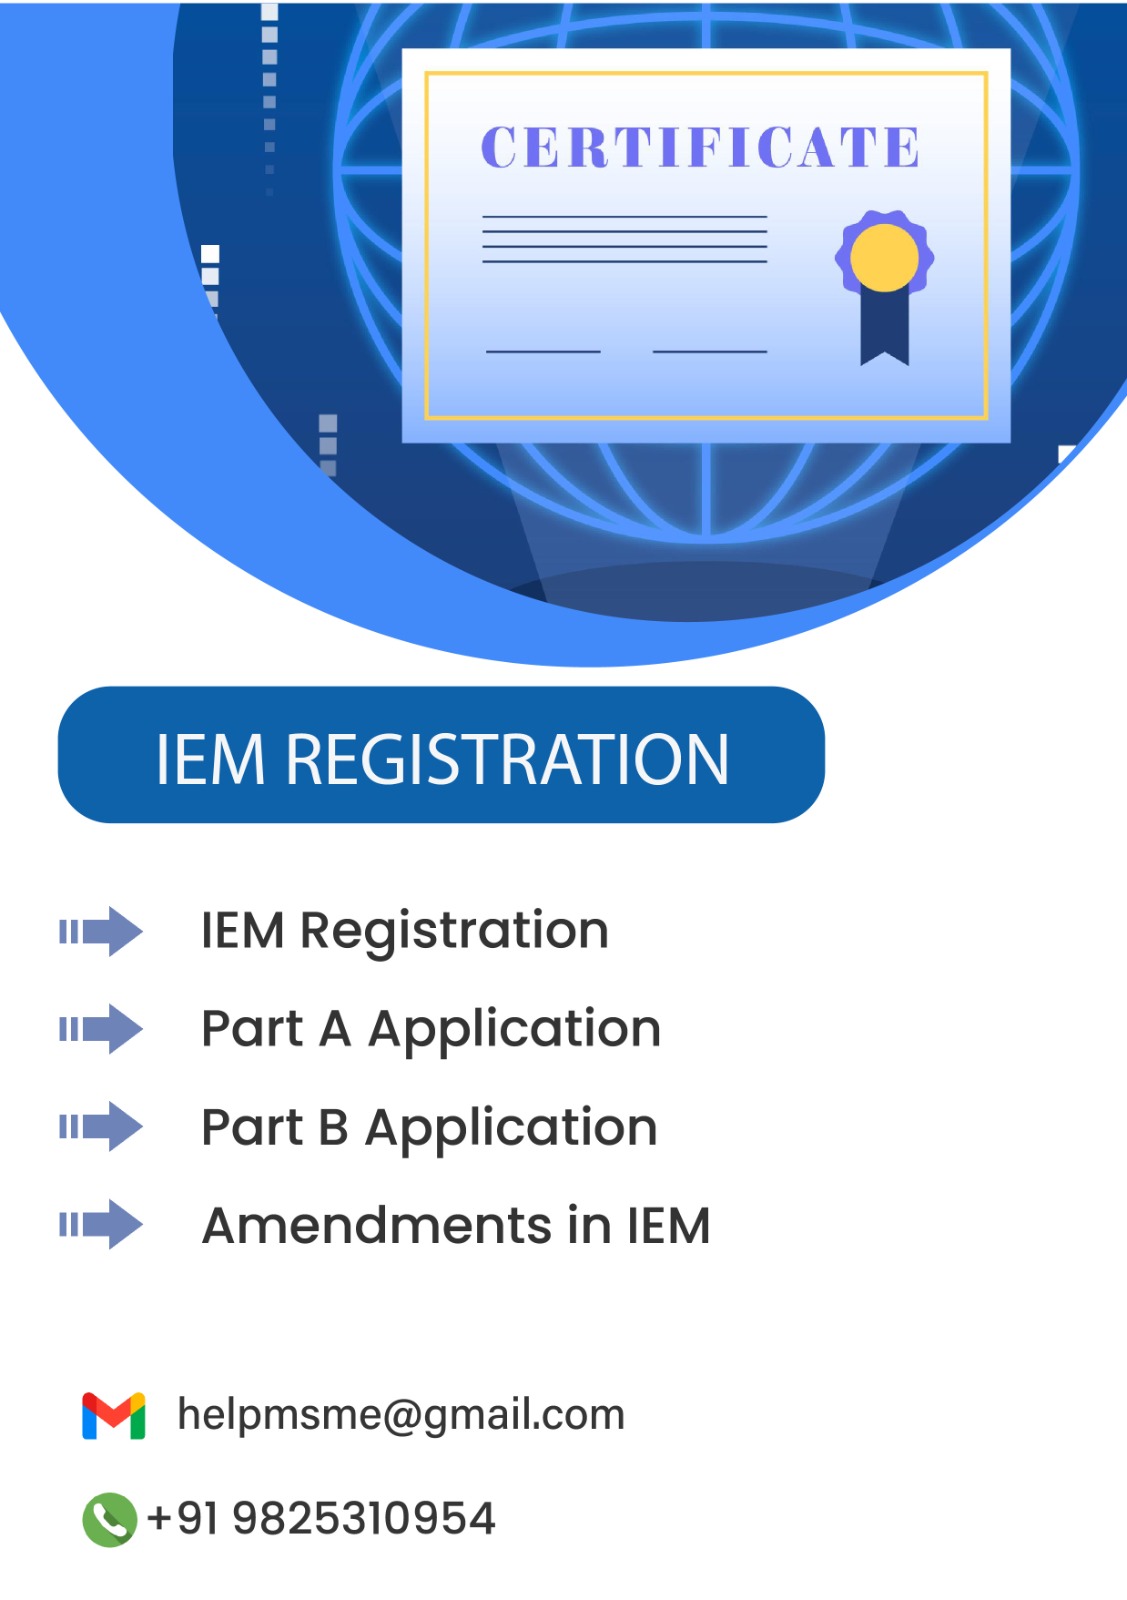 CERTIFICATE
IEM REGISTRATION
IEM Registration
Part A Application
Part B Application
Amendments in IEM
helpmsme@gmail.com
+91 9825310954